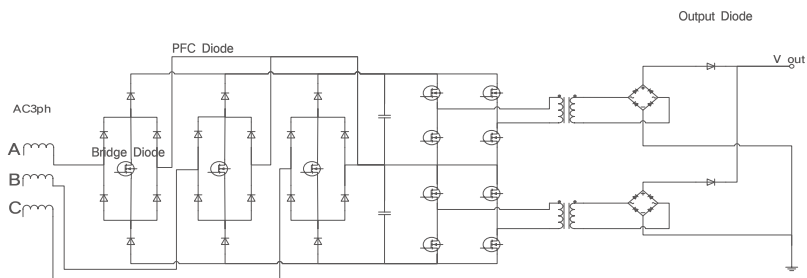 Output Diode
PFC Diode
V out
AC3ph
A
Bridge Diode
B
C